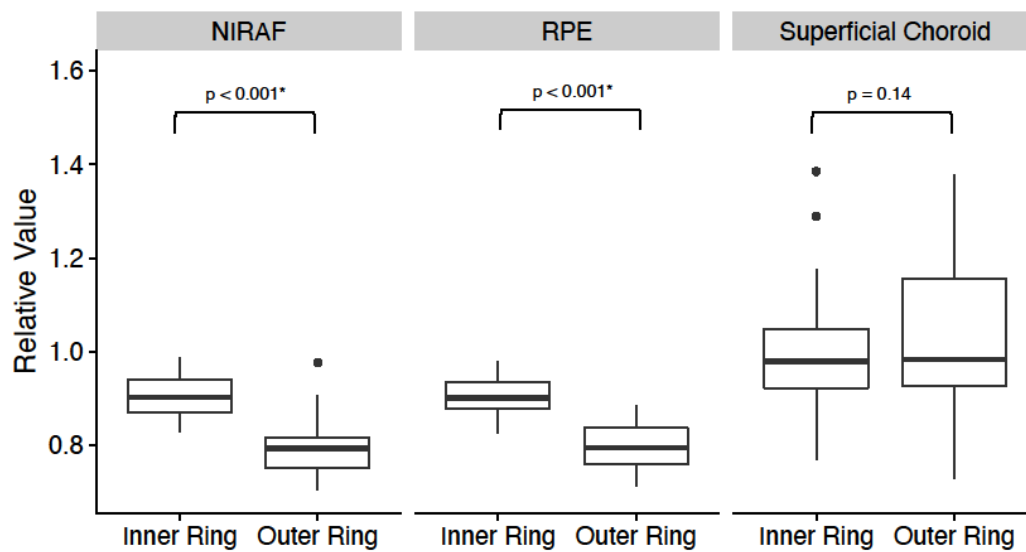 NIRAF
RPE
Superficial Choroid
Relative Value
1.6
1.4
1.2
1.0
0.8
p < 0.001*
p < 0.001*
p = 0.14
Inner Ring
Outer Ring
Inner Ring
Outer Ring
Inner Ring
Outer Ring